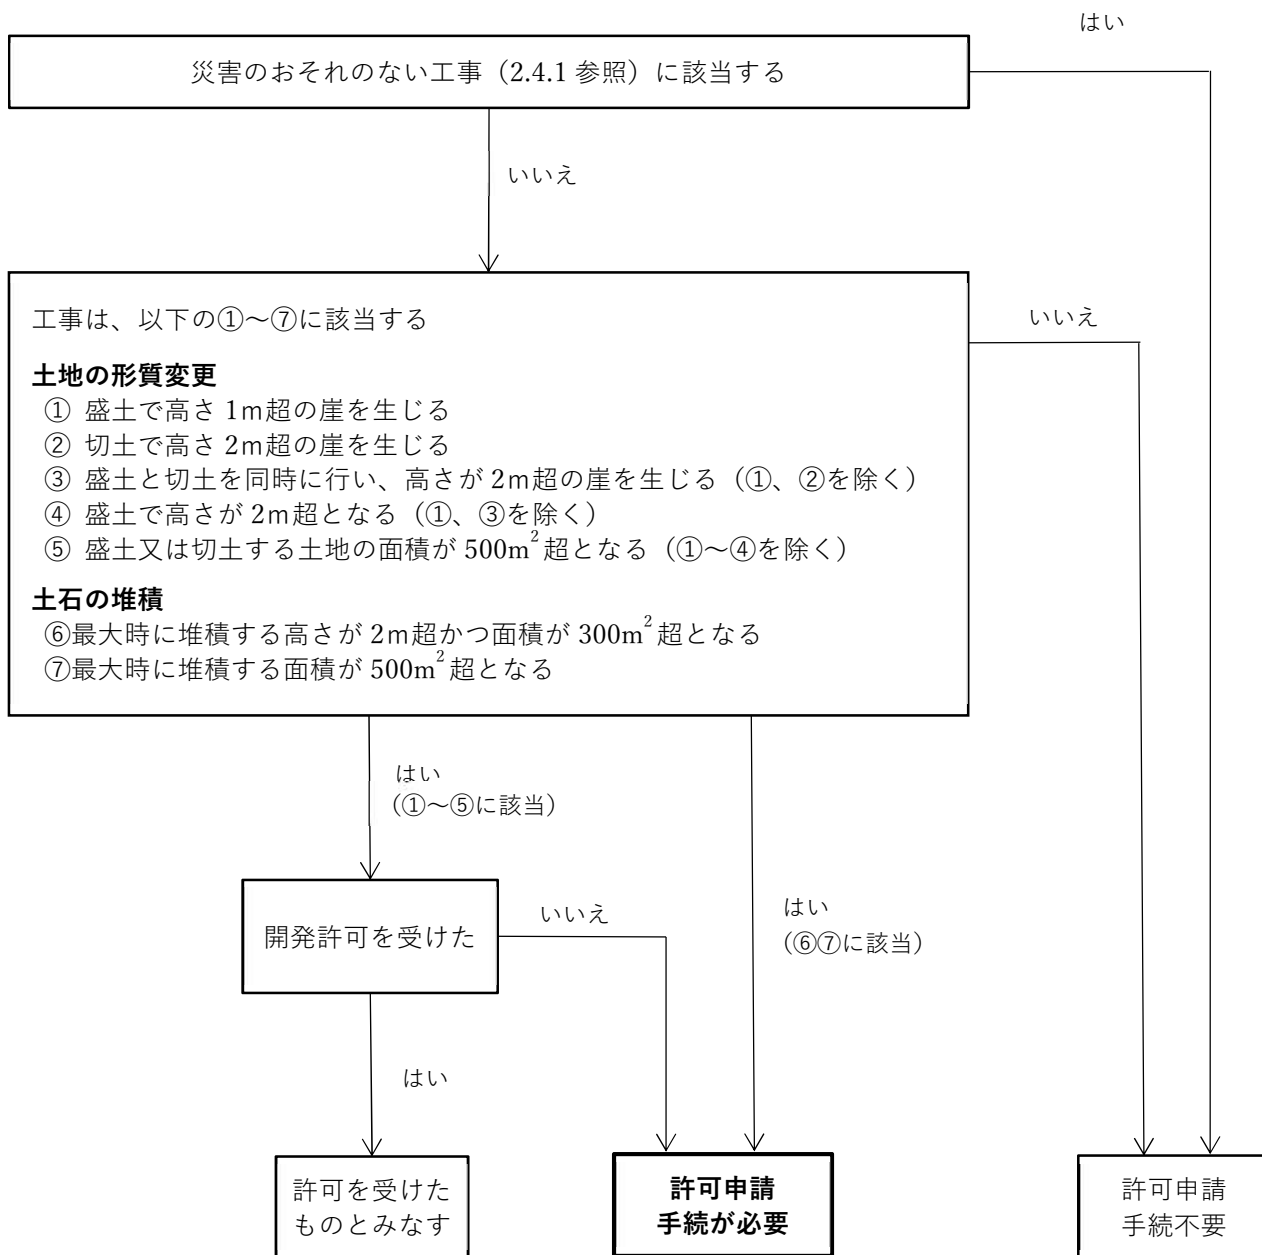 はい
災害のおそれのない工事（2.4.1 参照）に該当する
いいえ
工事は、以下の①～⑦に該当する
いいえ
土地の形質変更
① 盛土で高さ 1ｍ超の崖を生じる
② 切土で高さ 2ｍ超の崖を生じる
③ 盛土と切土を同時に行い、高さが 2ｍ超の崖を生じる（①、②を除く）
④ 盛土で高さが 2ｍ超となる（①、③を除く）
⑤ 盛土又は切土する土地の面積が 500m²超となる（①～④を除く）
土石の堆積
⑥最大時に堆積する高さが 2ｍ超かつ面積が 300m²超となる
⑦最大時に堆積する面積が 500m²超となる
はい
（①～⑤に該当）
開発許可を受けた
いいえ
はい
（⑥⑦に該当）
はい
許可を受けた
ものとみなす
許可申請
手続が必要
許可申請
手続不要